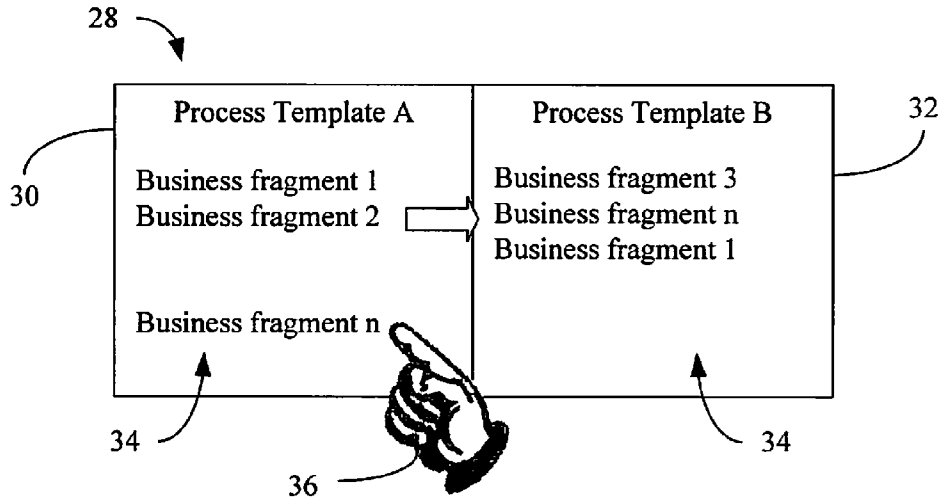 28
Process Template A
Business fragment 1
Business fragment 2
Business fragment n
Process Template B
Business fragment 3
Business fragment n
Business fragment 1
30
32
34
36
34